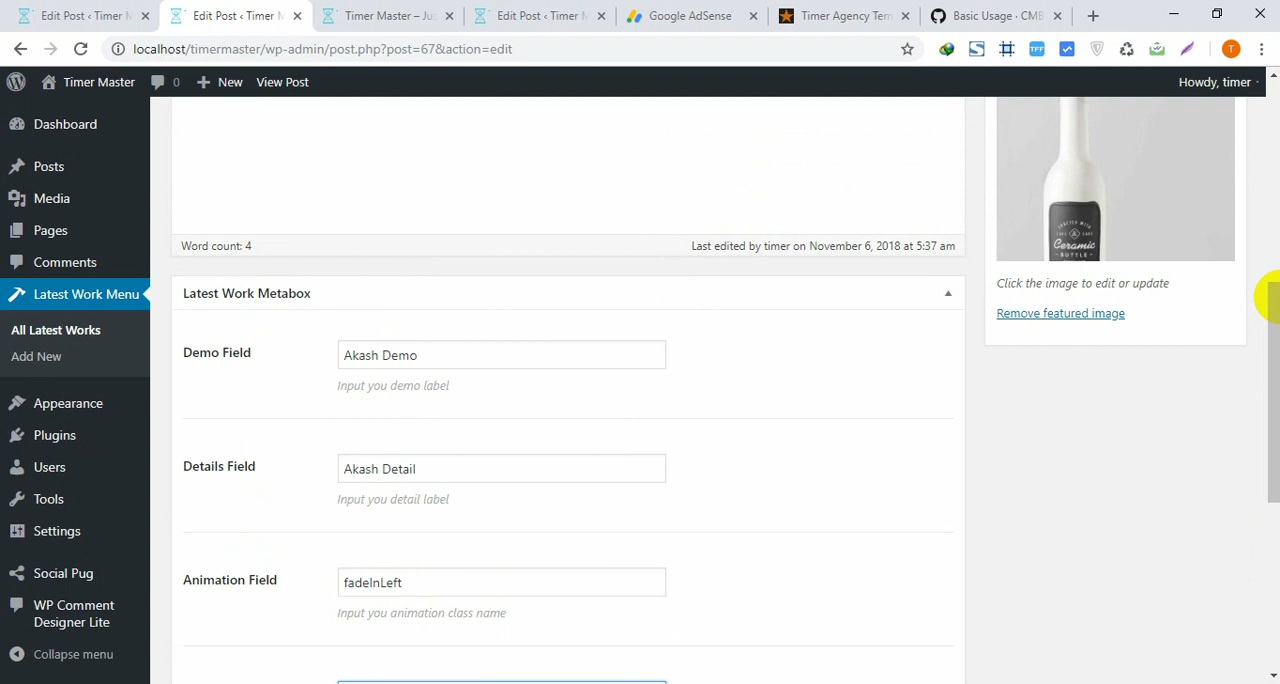 Edit Post ‹ Timer M
Edit Post ‹ Timer M
Timer Master – Jus
Edit Post ‹ Timer M
Google AdSense
Timer Agency Tem
Basic Usage · CMB
localhost/timermaster/wp-admin/post.php?post=67&action=edit
TFF
T
Timer Master
0
New
View Post
Howdy, timer
Dashboard
Posts
Media
Pages
Comments
Latest Work Menu
All Latest Works
Add New
Appearance
Plugins
Users
Tools
Settings
Social Pug
WP Comment
Designer Lite
Collapse menu
Word count: 4
Last edited by timer on November 6, 2018 at 5:37 am
Latest Work Metabox
Demo Field
Akash Demo
Input you demo label
Details Field
Akash Detail
Input you detail label
Animation Field
fadeInLeft
Input you animation class name
Ceramic
BOTTLE
Click the image to edit or update
Remove featured image